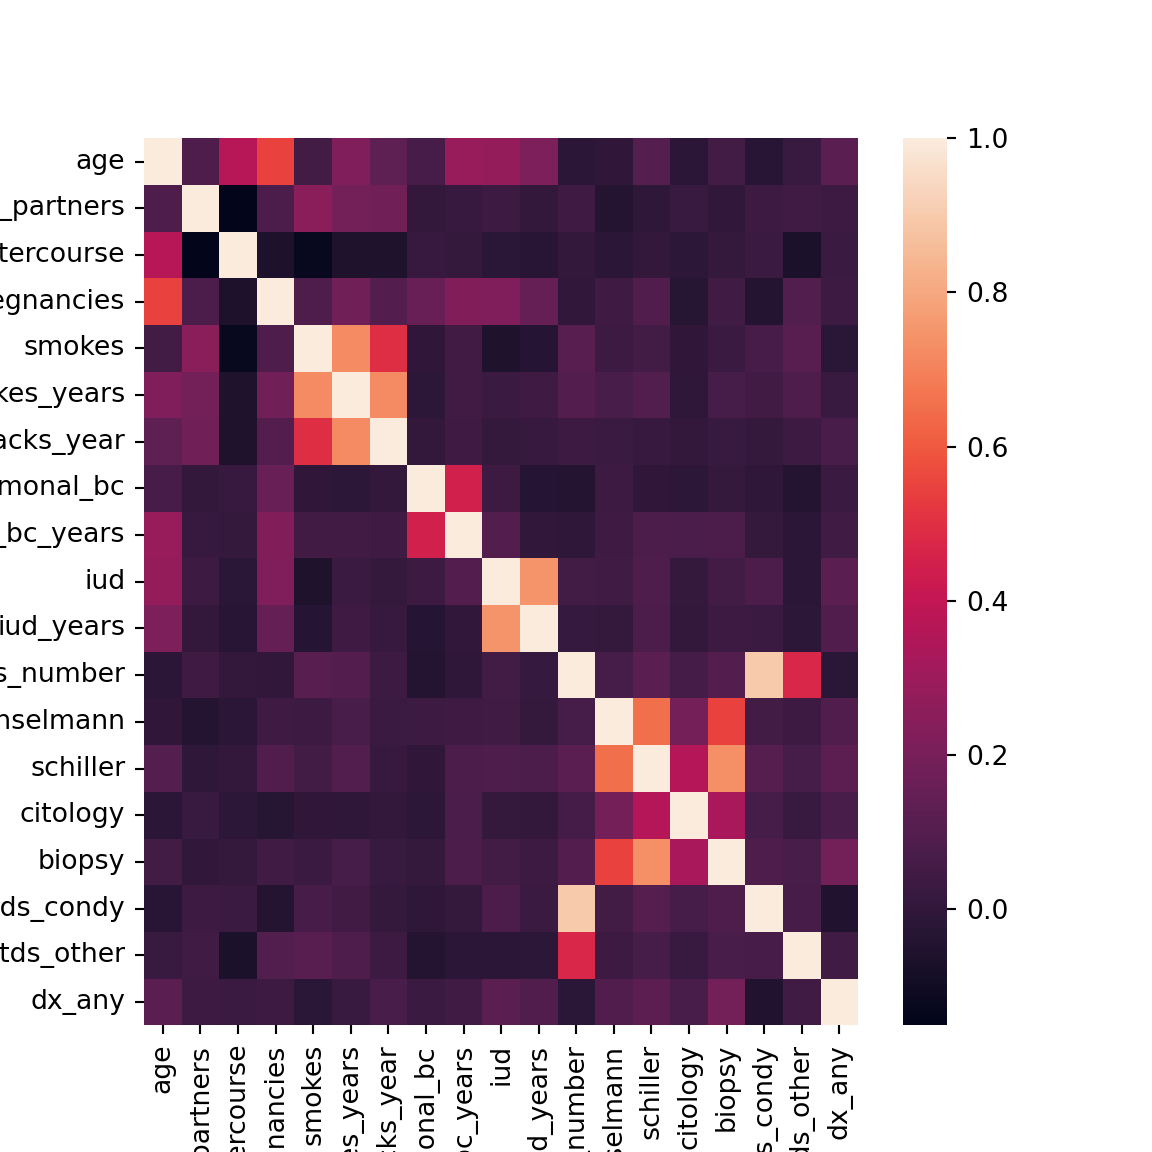 age
_partners
tercourse
egnancies
smokes
kes_years
acks_year
monal_bc
_bc_years
iud
iud_years
s_number
nselmann
schiller
citology
biopsy
ds_condy
tds_other
dx_any
1.0
0.8
0.6
0.4
0.2
0.0
age
partners
ercourse
nancies
smokes
es_years
ks_year
onal_bc
bc_years
iud
d_years
number
selmann
schiller
citology
biopsy
s_condy
ds_other
dx_any